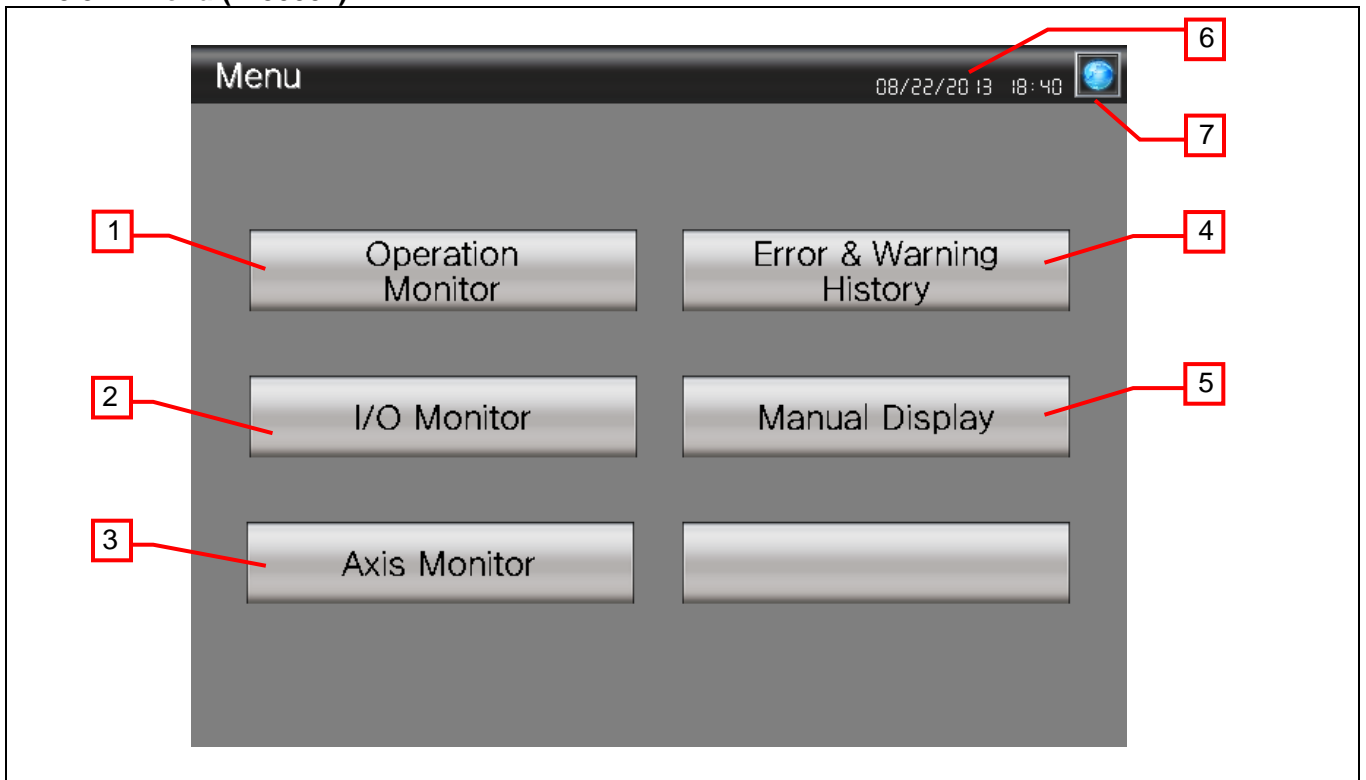 Menu
08/22/2013 18:40
6
7
1
Operation
Monitor
Error & Warning
History
4
2
I/O Monitor
Manual Display
5
3
Axis Monitor